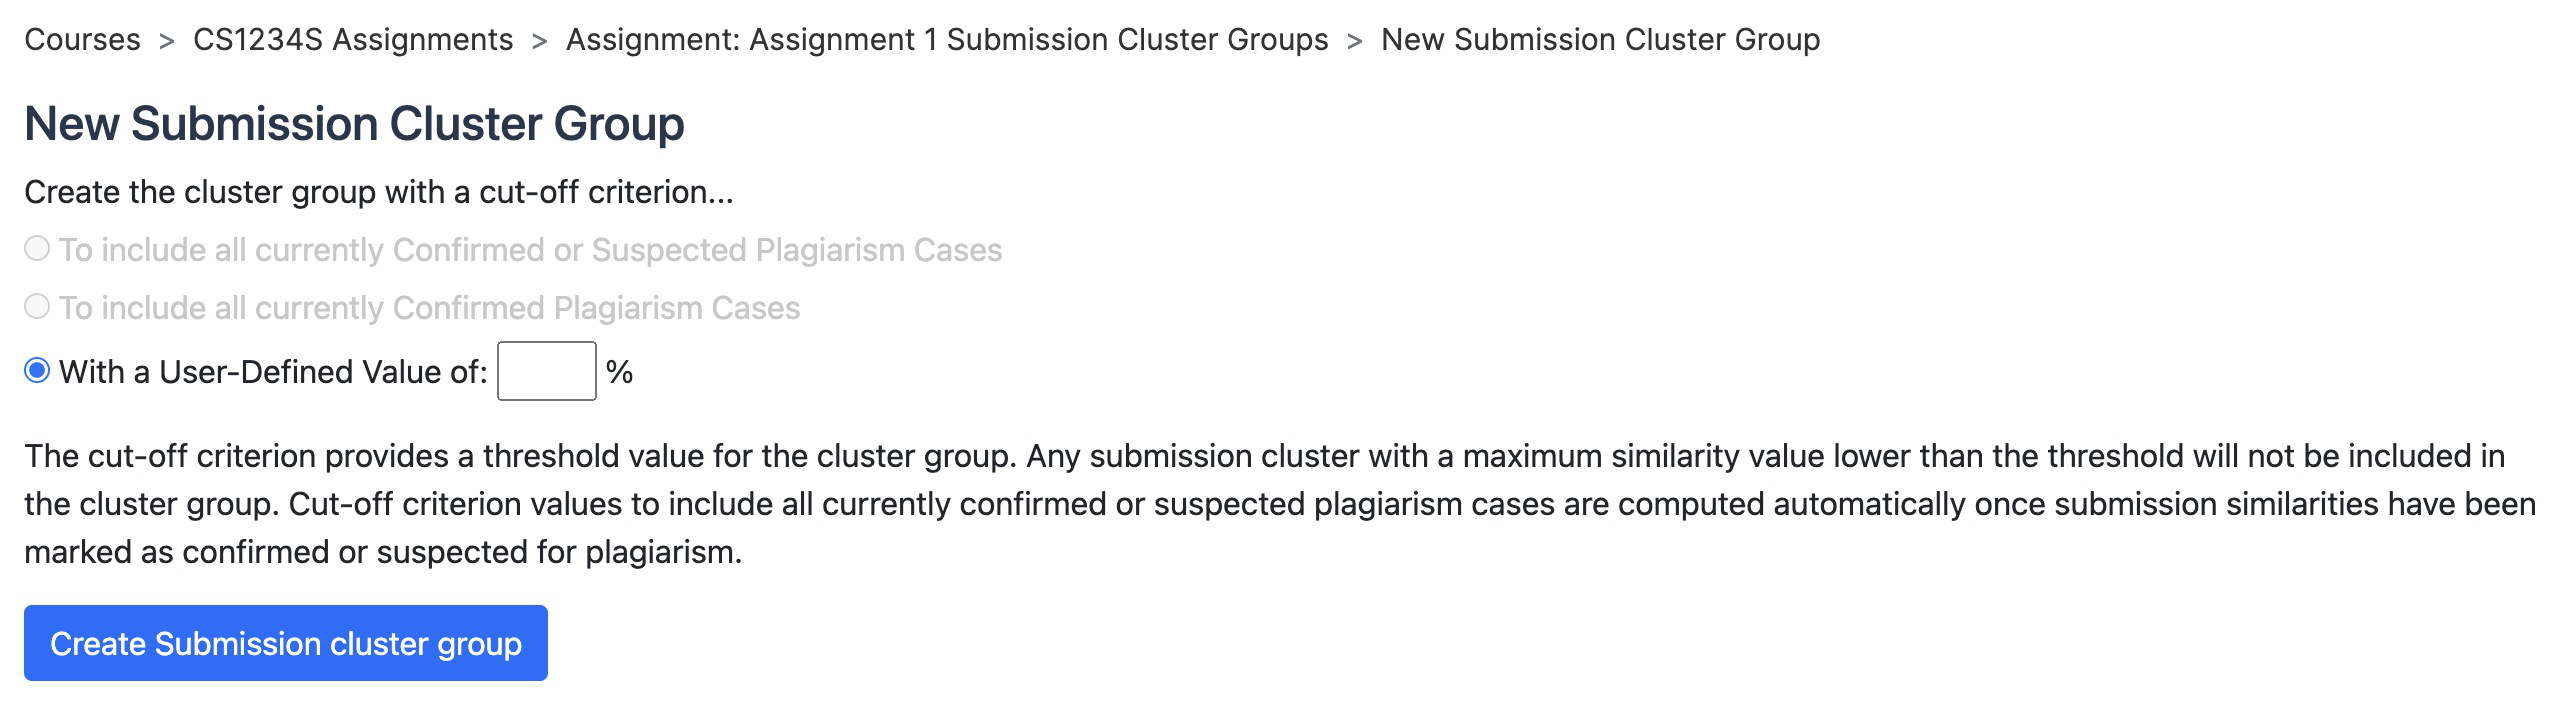 Courses > CS1234S Assignments > Assignment: Assignment 1 Submission Cluster Groups > New Submission Cluster Group
New Submission Cluster Group
Create the cluster group with a cut-off criterion...
To include all currently Confirmed or Suspected Plagiarism Cases
To include all currently Confirmed Plagiarism Cases
With a User-Defined Value of: %
The cut-off criterion provides a threshold value for the cluster group. Any submission cluster with a maximum similarity value lower than the threshold will not be included in
the cluster group. Cut-off criterion values to include all currently confirmed or suspected plagiarism cases are computed automatically once submission similarities have been
marked as confirmed or suspected for plagiarism.
Create Submission cluster group